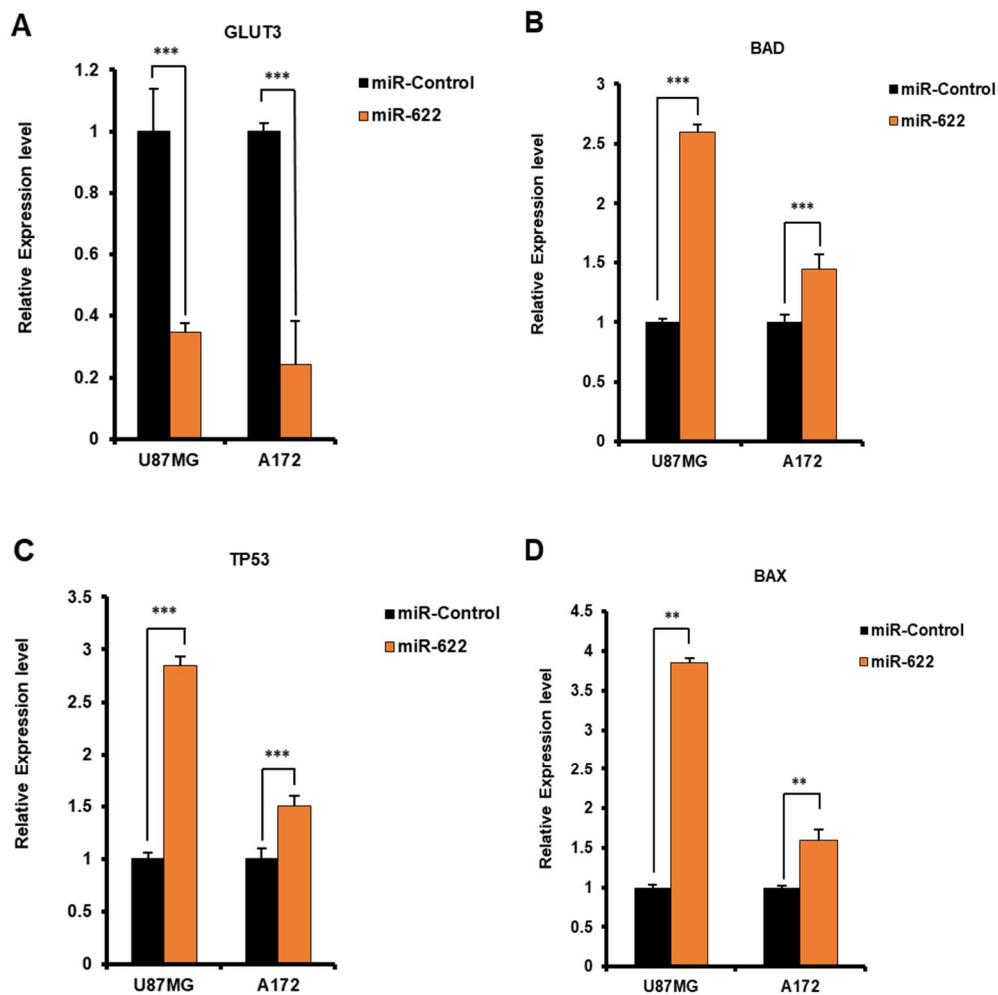 A
GLUT3
***
***
1.2
1
0.8
0.6
0.4
0.2
0
Relative Expression level
U87MG
A172
miR-Control
miR-622
B
BAD
***
***
3
2.5
2
1.5
1
0.5
0
Relative Expression level
U87MG
A172
miR-Control
miR-622
C
TP53
***
***
3.5
3
2.5
2
1.5
1
0.5
0
Relative Expression level
U87MG
A172
miR-Control
miR-622
D
BAX
**
**
4.5
4
3.5
3
2.5
2
1.5
1
0.5
0
Relative Expression level
U87MG
A172
miR-Control
miR-622